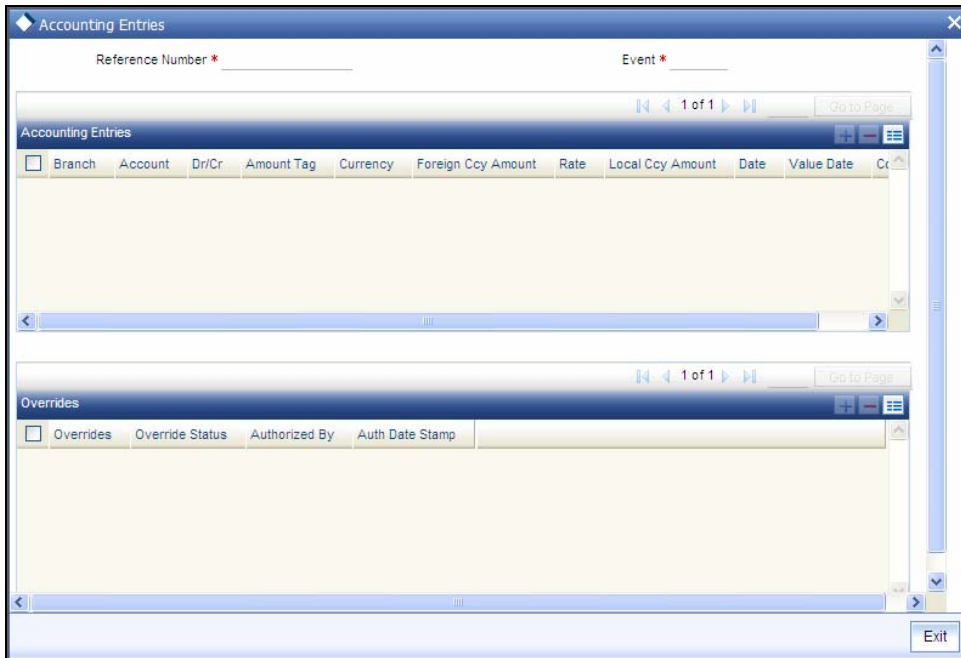 Accounting Entries
Reference Number * Event *
1 of 1 Go to Page
Accounting Entries
Branch Account Dr/Cr Amount Tag Currency Foreign Ccy Amount Rate Local Ccy Amount Date Value Date
1 of 1 Go to Page
Overrides
Overrides Override Status Authorized By Auth Date Stamp
Exit